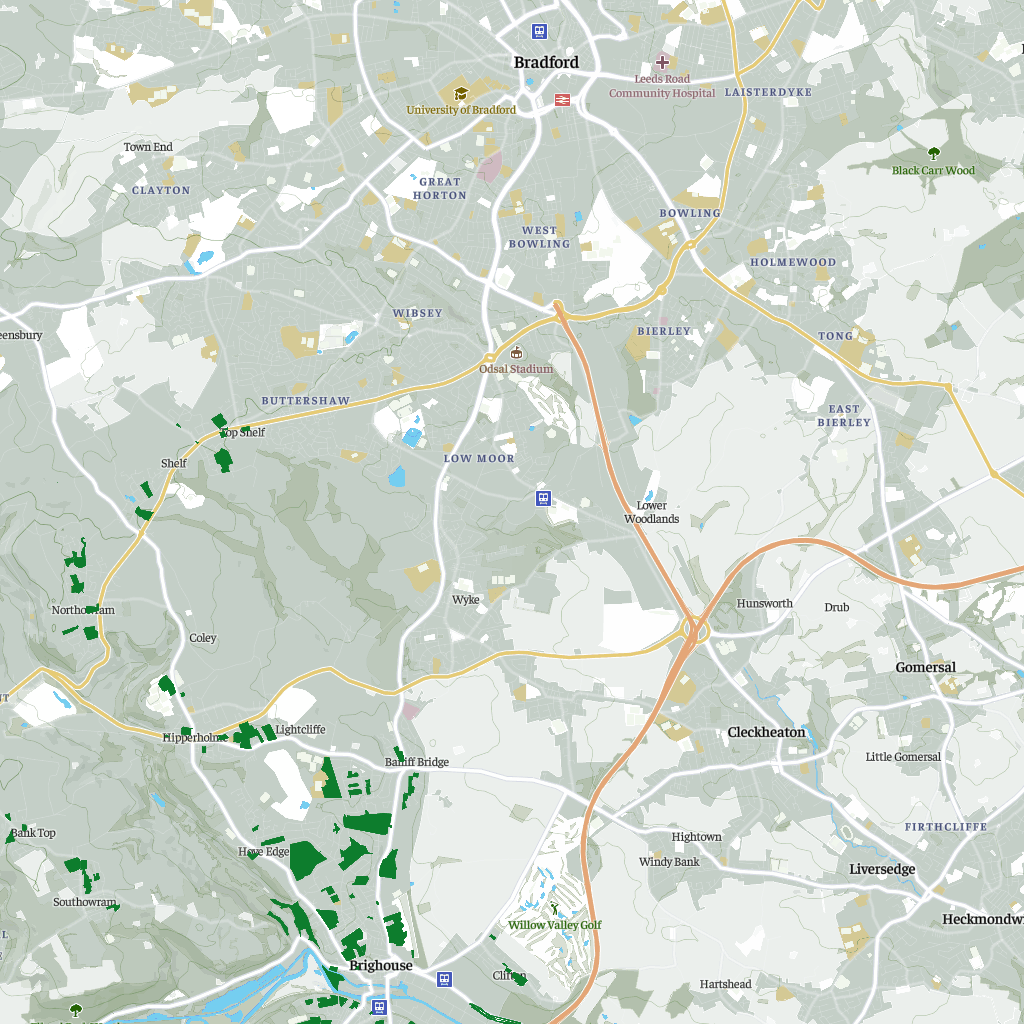 Bradford
Leeds Road
Community Hospital
LAISTERDYKE
University of Bradford
Town End
Black Carr Wood
CLAYTON
GREAT
HORTON
BOWLING
WEST
BOWLING
HOLMEWOOD
WIBSEY
eensbury
BIERLEY
TONG
Odsal Stadium
BUTTERSHAW
EAST
BIERLEY
Top Shelf
Shelf
LOW MOOR
Lower
Woodlands
Wyke
Hunsworth
Drub
Northowram
Coley
Gomersal
Lightcliffe
Hipperholme
Cleckheaton
Bailiff Bridge
Little Gomersal
Bank Top
FIRTHCLIFFE
Hightown
Hove Edge
Windy Bank
Liversedge
Southowram
Heckmondwi
Willow Valley Golf
Brighouse
Clifton
Hartshead